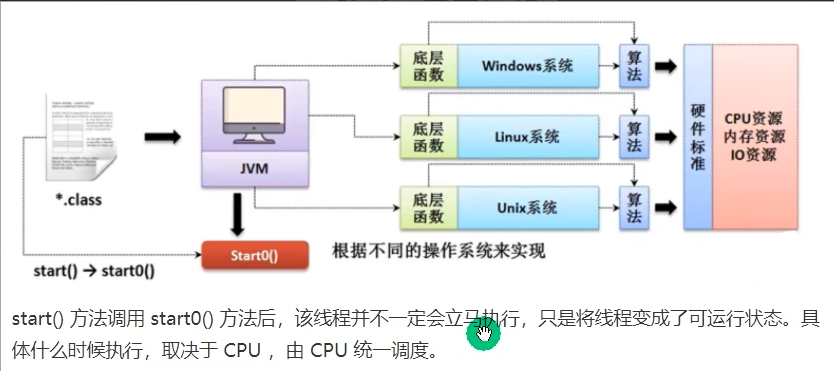 底层函数
Windows系统
算法
*.class
JVM
底层函数
Linux系统
算法
底层函数
Unix系统
算法
硬件标准
CPU资源
内存资源
IO资源
start() → start0()
Start0()
根据不同的操作系统来实现
start() 方法调用 start0() 方法后，该线程并不一定会立马执行，只是将线程变成了可运行状态。具
体什么时候执行，取决于 CPU ，由 CPU 统一调度。